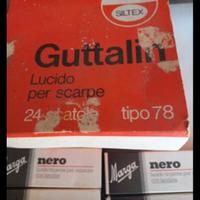 SILTEX
Guttalin
Lucido
per scarpe
24 scatole tipo 78
Marga nero
Marga nero